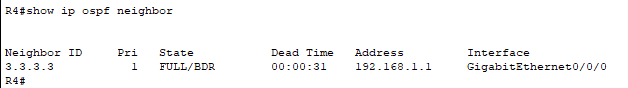 R4#show ip ospf neighbor
Neighbor ID     Pri   State           Dead Time   Address         Interface
3.3.3.3           1   FULL/BDR        00:00:31    192.168.1.1     GigabitEthernet0/0/0
R4#